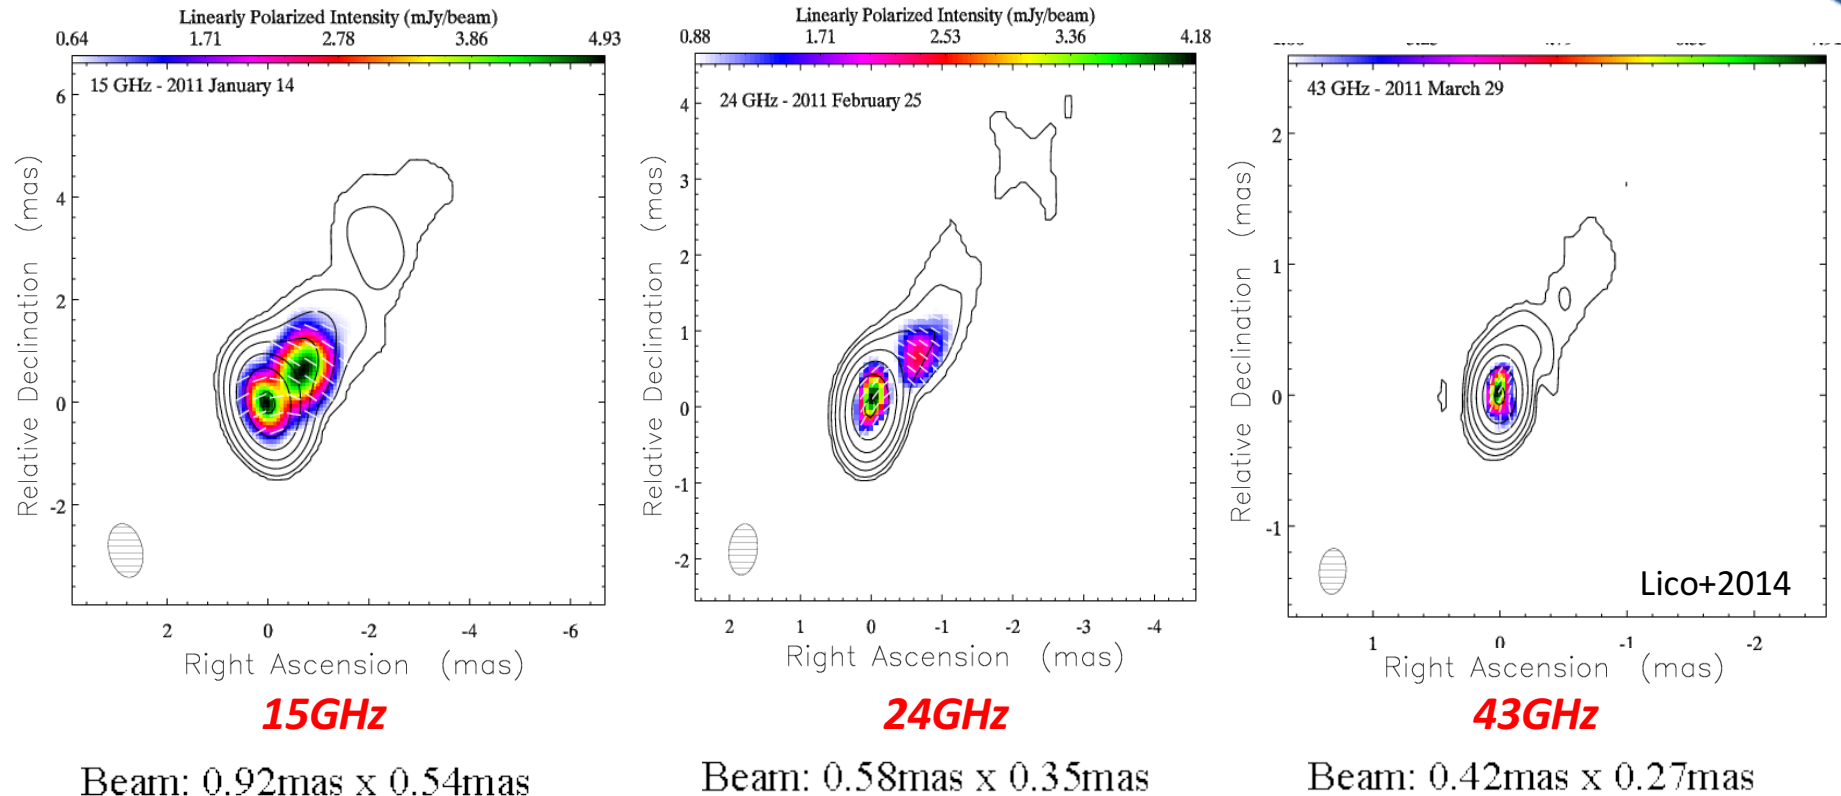 Linearly Polarized Intensity (mJy/beam)
0.64 1.71 2.78 3.86 4.93
15 GHz - 2011 January 14
Relative Declination (mas)
6
4
2
0
-2
2 0 -2 -4 -6
Right Ascension (mas)
15GHz
Beam: 0.92mas x 0.54mas
Linearly Polarized Intensity (mJy/beam)
0.88 1.71 2.53 3.36 4.18
24 GHz - 2011 February 25
Relative Declination (mas)
4
3
2
1
0
-1
-2
2 1 0 -1 -2 -3 -4
Right Ascension (mas)
24GHz
Beam: 0.58mas x 0.35mas
43 GHz - 2011 March 29
Relative Declination (mas)
2
1
0
-1
Lico+2014
1 0 -1 -2
Right Ascension (mas)
43GHz
Beam: 0.42mas x 0.27mas